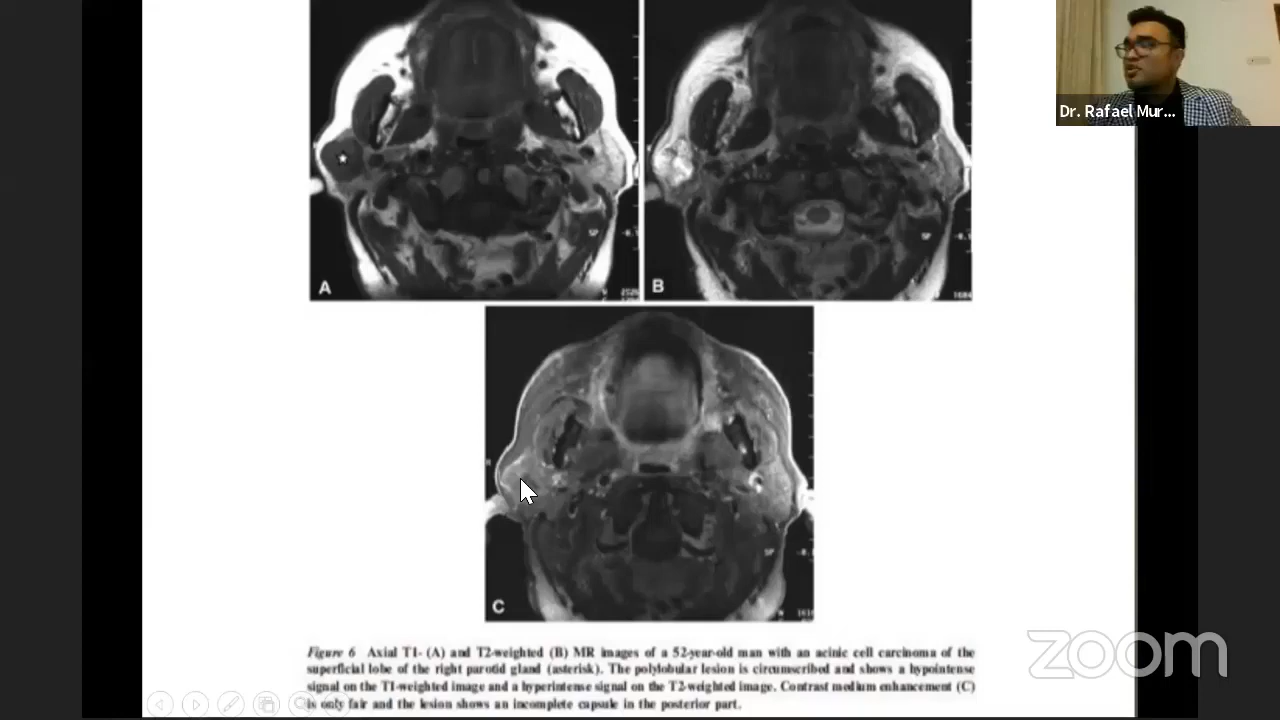 Dr. Rafael Mur...
SP
SP
A
B
SP
C
Figure 6 Axial T1- (A) and T2-weighted (B) MR images of a 52-year-old man with an acinic cell carcinoma of the
superficial lobe of the right parotid gland (asterisk). The polylobular lesion is circumscribed and shows a hypointense
signal on the T1-weighted image and a hyperintense signal on the T2-weighted image. Contrast medium enhancement (C)
is only fair and the lesion shows an incomplete capsule in the posterior part.
zoom